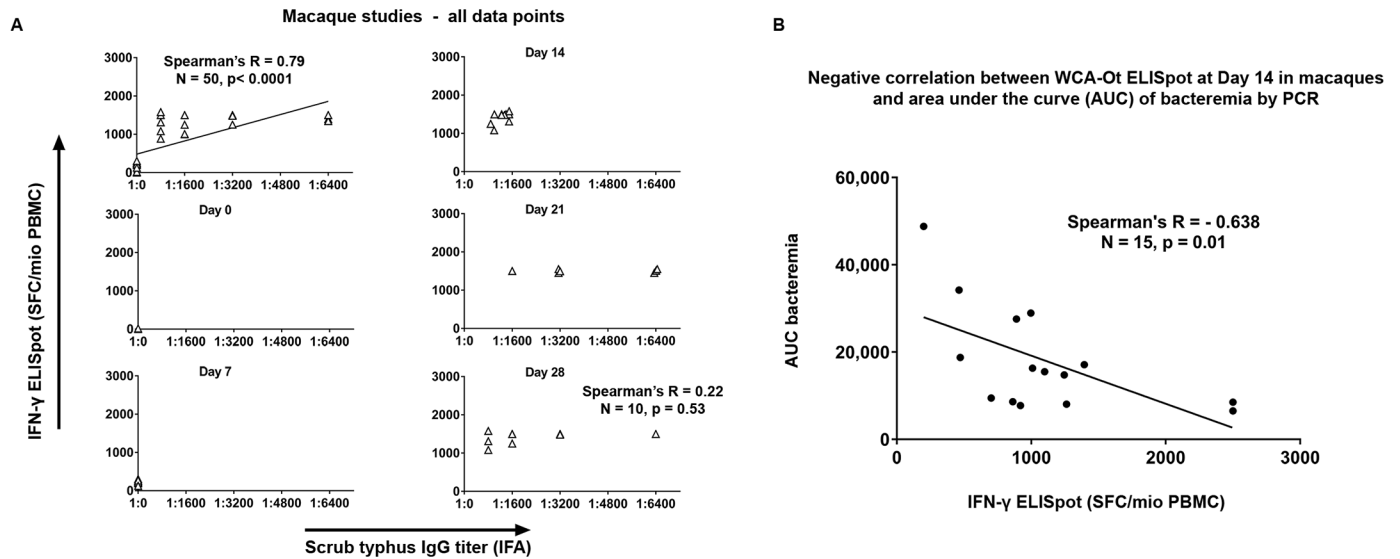 Macaque studies - all data points
A
IFN-γ ELISpot (SFC/mio PBMC)
3000
2000
1000
0
Spearman's R = 0.79
N = 50, p< 0.0001
1:0 1:1600 1:3200 1:4800 1:6400
Day 14
3000
2000
1000
0
1:0 1:1600 1:3200 1:4800 1:6400
Day 0
3000
2000
1000
0
1:0 1:1600 1:3200 1:4800 1:6400
Day 21
3000
2000
1000
0
1:0 1:1600 1:3200 1:4800 1:6400
Day 7
3000
2000
1000
0
1:0 1:1600 1:3200 1:4800 1:6400
Day 28
Spearman's R = 0.22
N = 10, p = 0.53
3000
2000
1000
0
1:0 1:1600 1:3200 1:4800 1:6400
Scrub typhus IgG titer (IFA)
B
Negative correlation between WCA-Ot ELISpot at Day 14 in macaques
and area under the curve (AUC) of bacteremia by PCR
AUC bacteremia
60,000
40,000
20,000
0
Spearman's R = - 0.638
N = 15, p = 0.01
0 1000 2000 3000
IFN-γ ELISpot (SFC/mio PBMC)